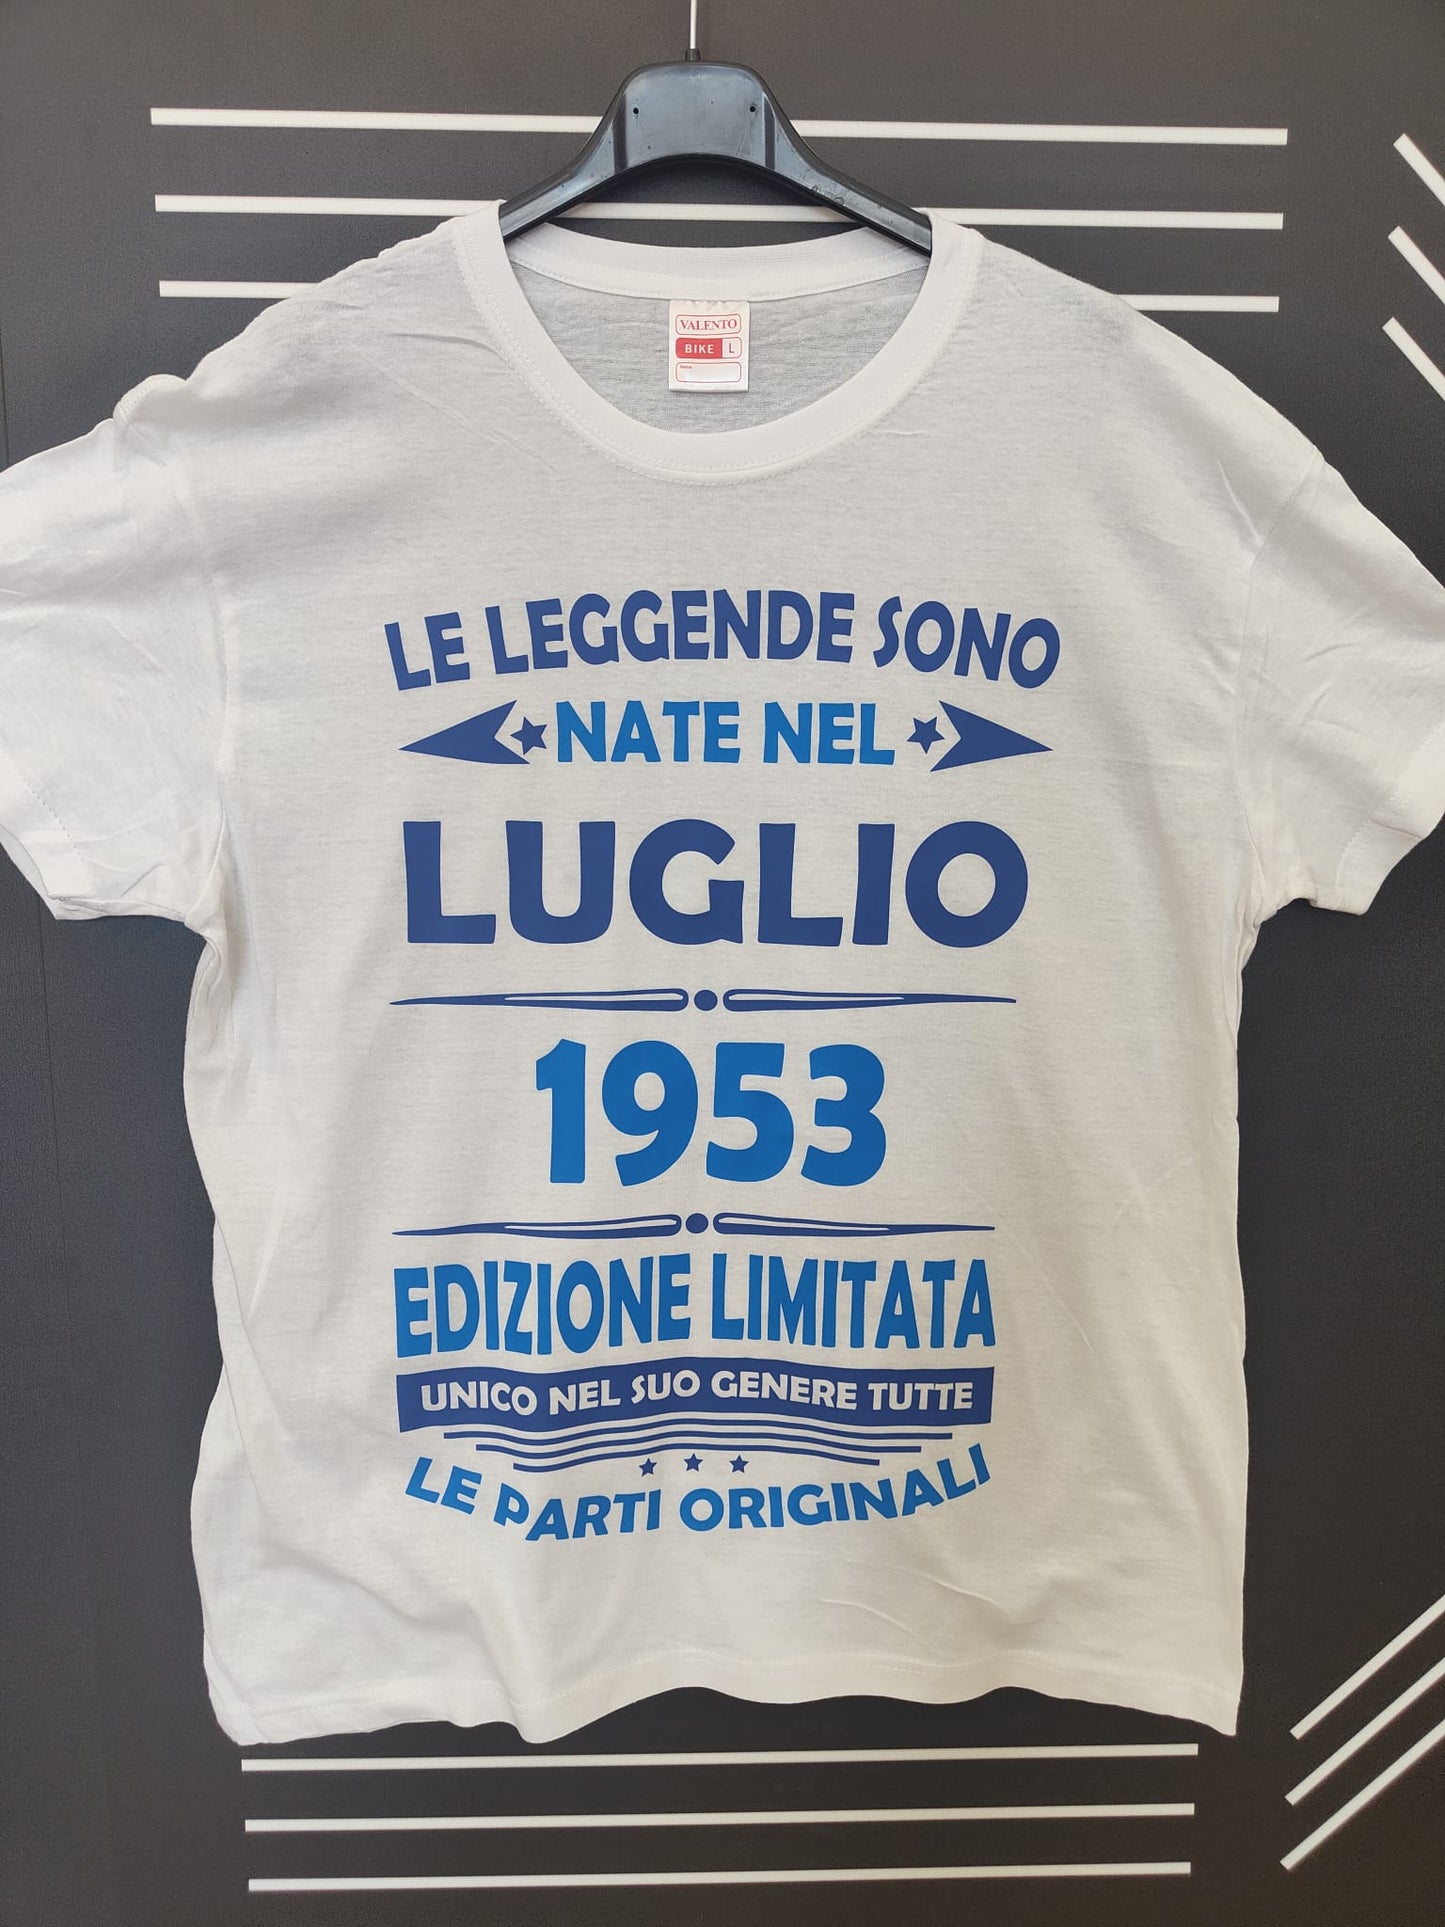 VALENTO
BIKE L
Name
LE LEGGENDE SONO
NATE NEL
LUGLIO
1953
EDIZIONE LIMITATA
UNICO NEL SUO GENERE TUTTE
LE PARTI ORIGINALI